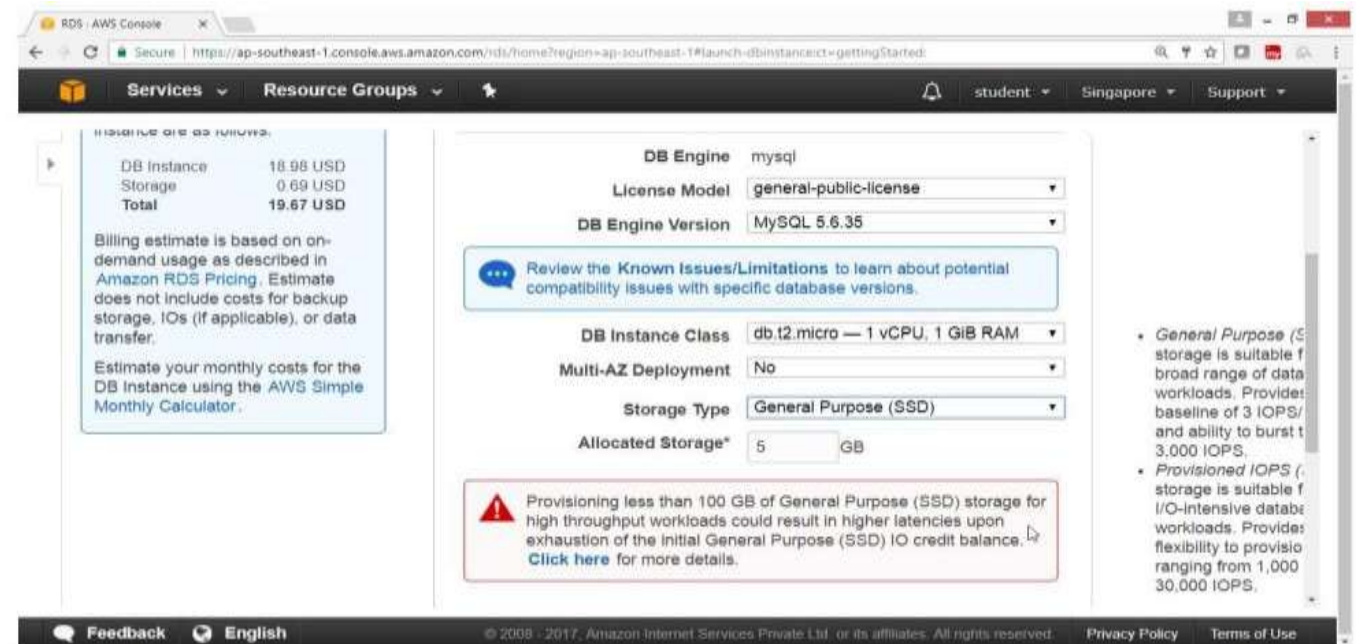 RDS · AWS Console
Secure | https://ap-southeast-1.console.aws.amazon.com/rds/home?region=ap-southeast-1#launch-dbinstance:ct=gettingStarted:
Services
Resource Groups
student
Singapore
Support
instance are as follows:
DB Instance 18.98 USD
Storage 0.69 USD
Total 19.67 USD
Billing estimate is based on on-
demand usage as described in
Amazon RDS Pricing. Estimate
does not include costs for backup
storage, IOs (if applicable), or data
transfer.
Estimate your monthly costs for the
DB Instance using the AWS Simple
Monthly Calculator.
DB Engine mysql
License Model general-public-license
DB Engine Version MySQL 5.6.35
Review the Known Issues/Limitations to learn about potential
compatibility issues with specific database versions.
DB Instance Class db.t2.micro — 1 vCPU, 1 GiB RAM
Multi-AZ Deployment No
Storage Type General Purpose (SSD)
Allocated Storage* 5 GB
Provisioning less than 100 GB of General Purpose (SSD) storage for
high throughput workloads could result in higher latencies upon
exhaustion of the initial General Purpose (SSD) IO credit balance.
Click here for more details.
• General Purpose (S
storage is suitable f
broad range of data
workloads. Provides
baseline of 3 IOPS/
and ability to burst t
3,000 IOPS.
• Provisioned IOPS (
storage is suitable f
I/O-intensive databa
workloads. Provides
flexibility to provisio
ranging from 1,000
30,000 IOPS.
Feedback
English
© 2008 - 2017, Amazon Internet Services Private Ltd. or its affiliates. All rights reserved.
Privacy Policy
Terms of Use